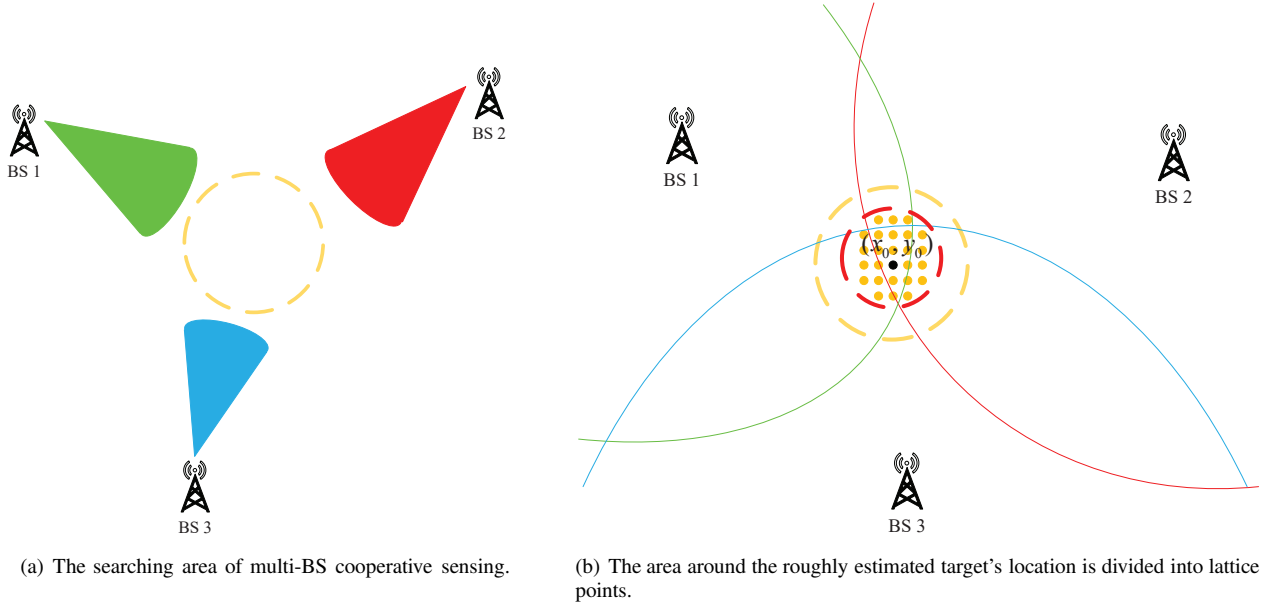 BS 1
BS 2
BS 3
(a) The searching area of multi-BS cooperative sensing.
BS 1
BS 2
(x₀, y₀)
BS 3
(b) The area around the roughly estimated target's location is divided into lattice
points.